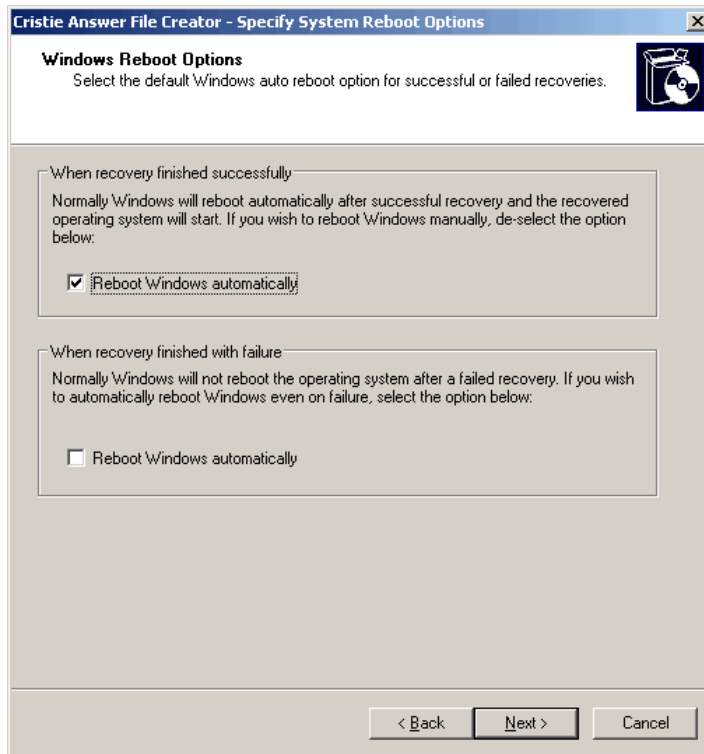 Cristie Answer File Creator - Specify System Reboot Options
Windows Reboot Options
Select the default Windows auto reboot option for successful or failed recoveries.
When recovery finished successfully
Normally Windows will reboot automatically after successful recovery and the recovered
operating system will start. If you wish to reboot Windows manually, de-select the option
below:
Reboot Windows automatically
When recovery finished with failure
Normally Windows will not reboot the operating system after a failed recovery. If you wish
to automatically reboot Windows even on failure, select the option below:
Reboot Windows automatically
< Back
Next >
Cancel